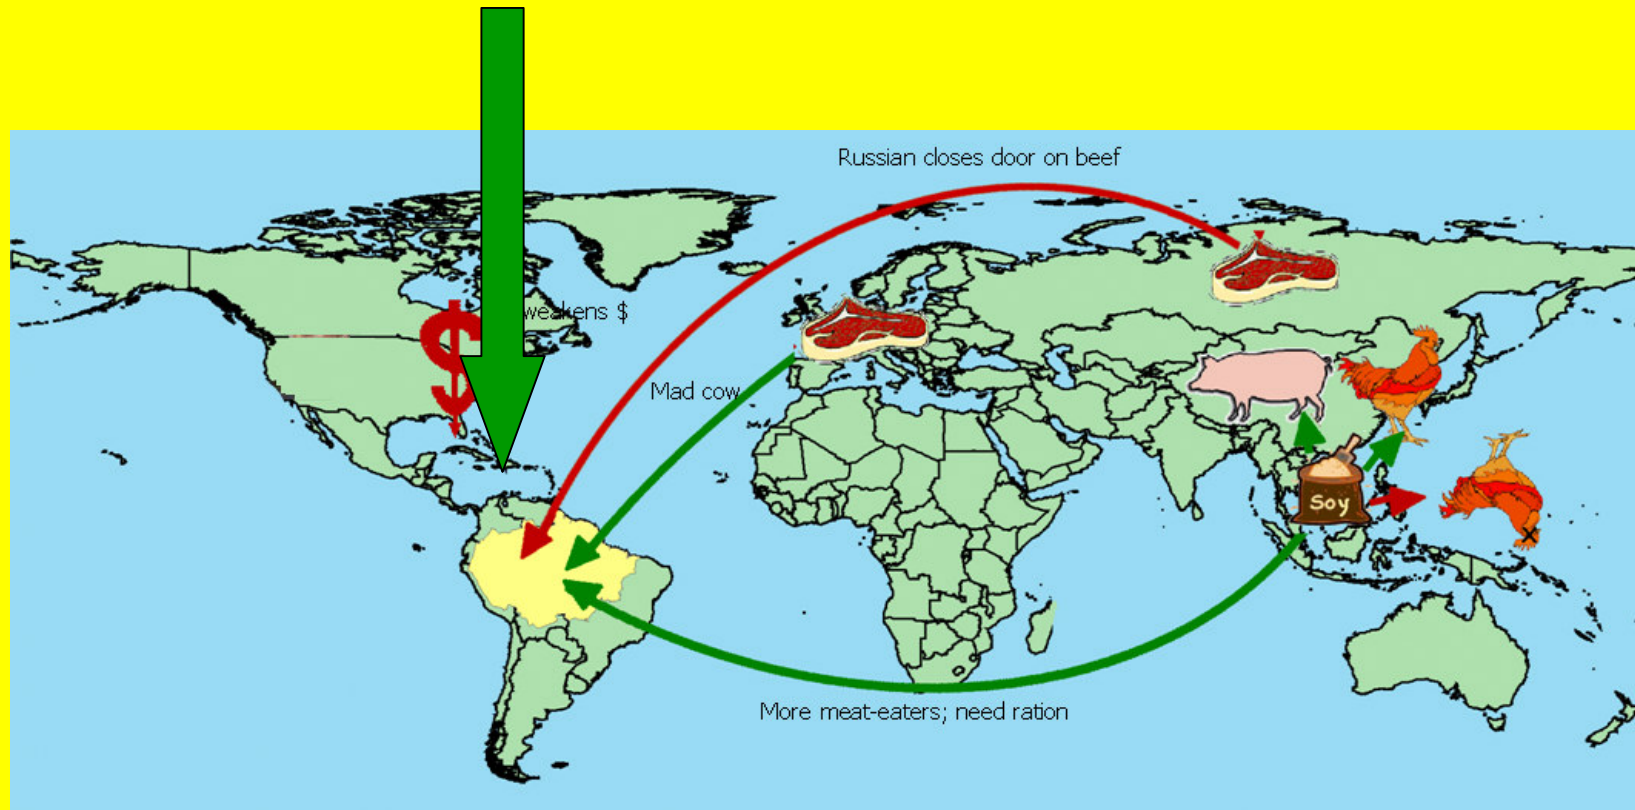 Russian closes door on beef
weakens $
$
Mad cow
Soy
More meat-eaters; need ration